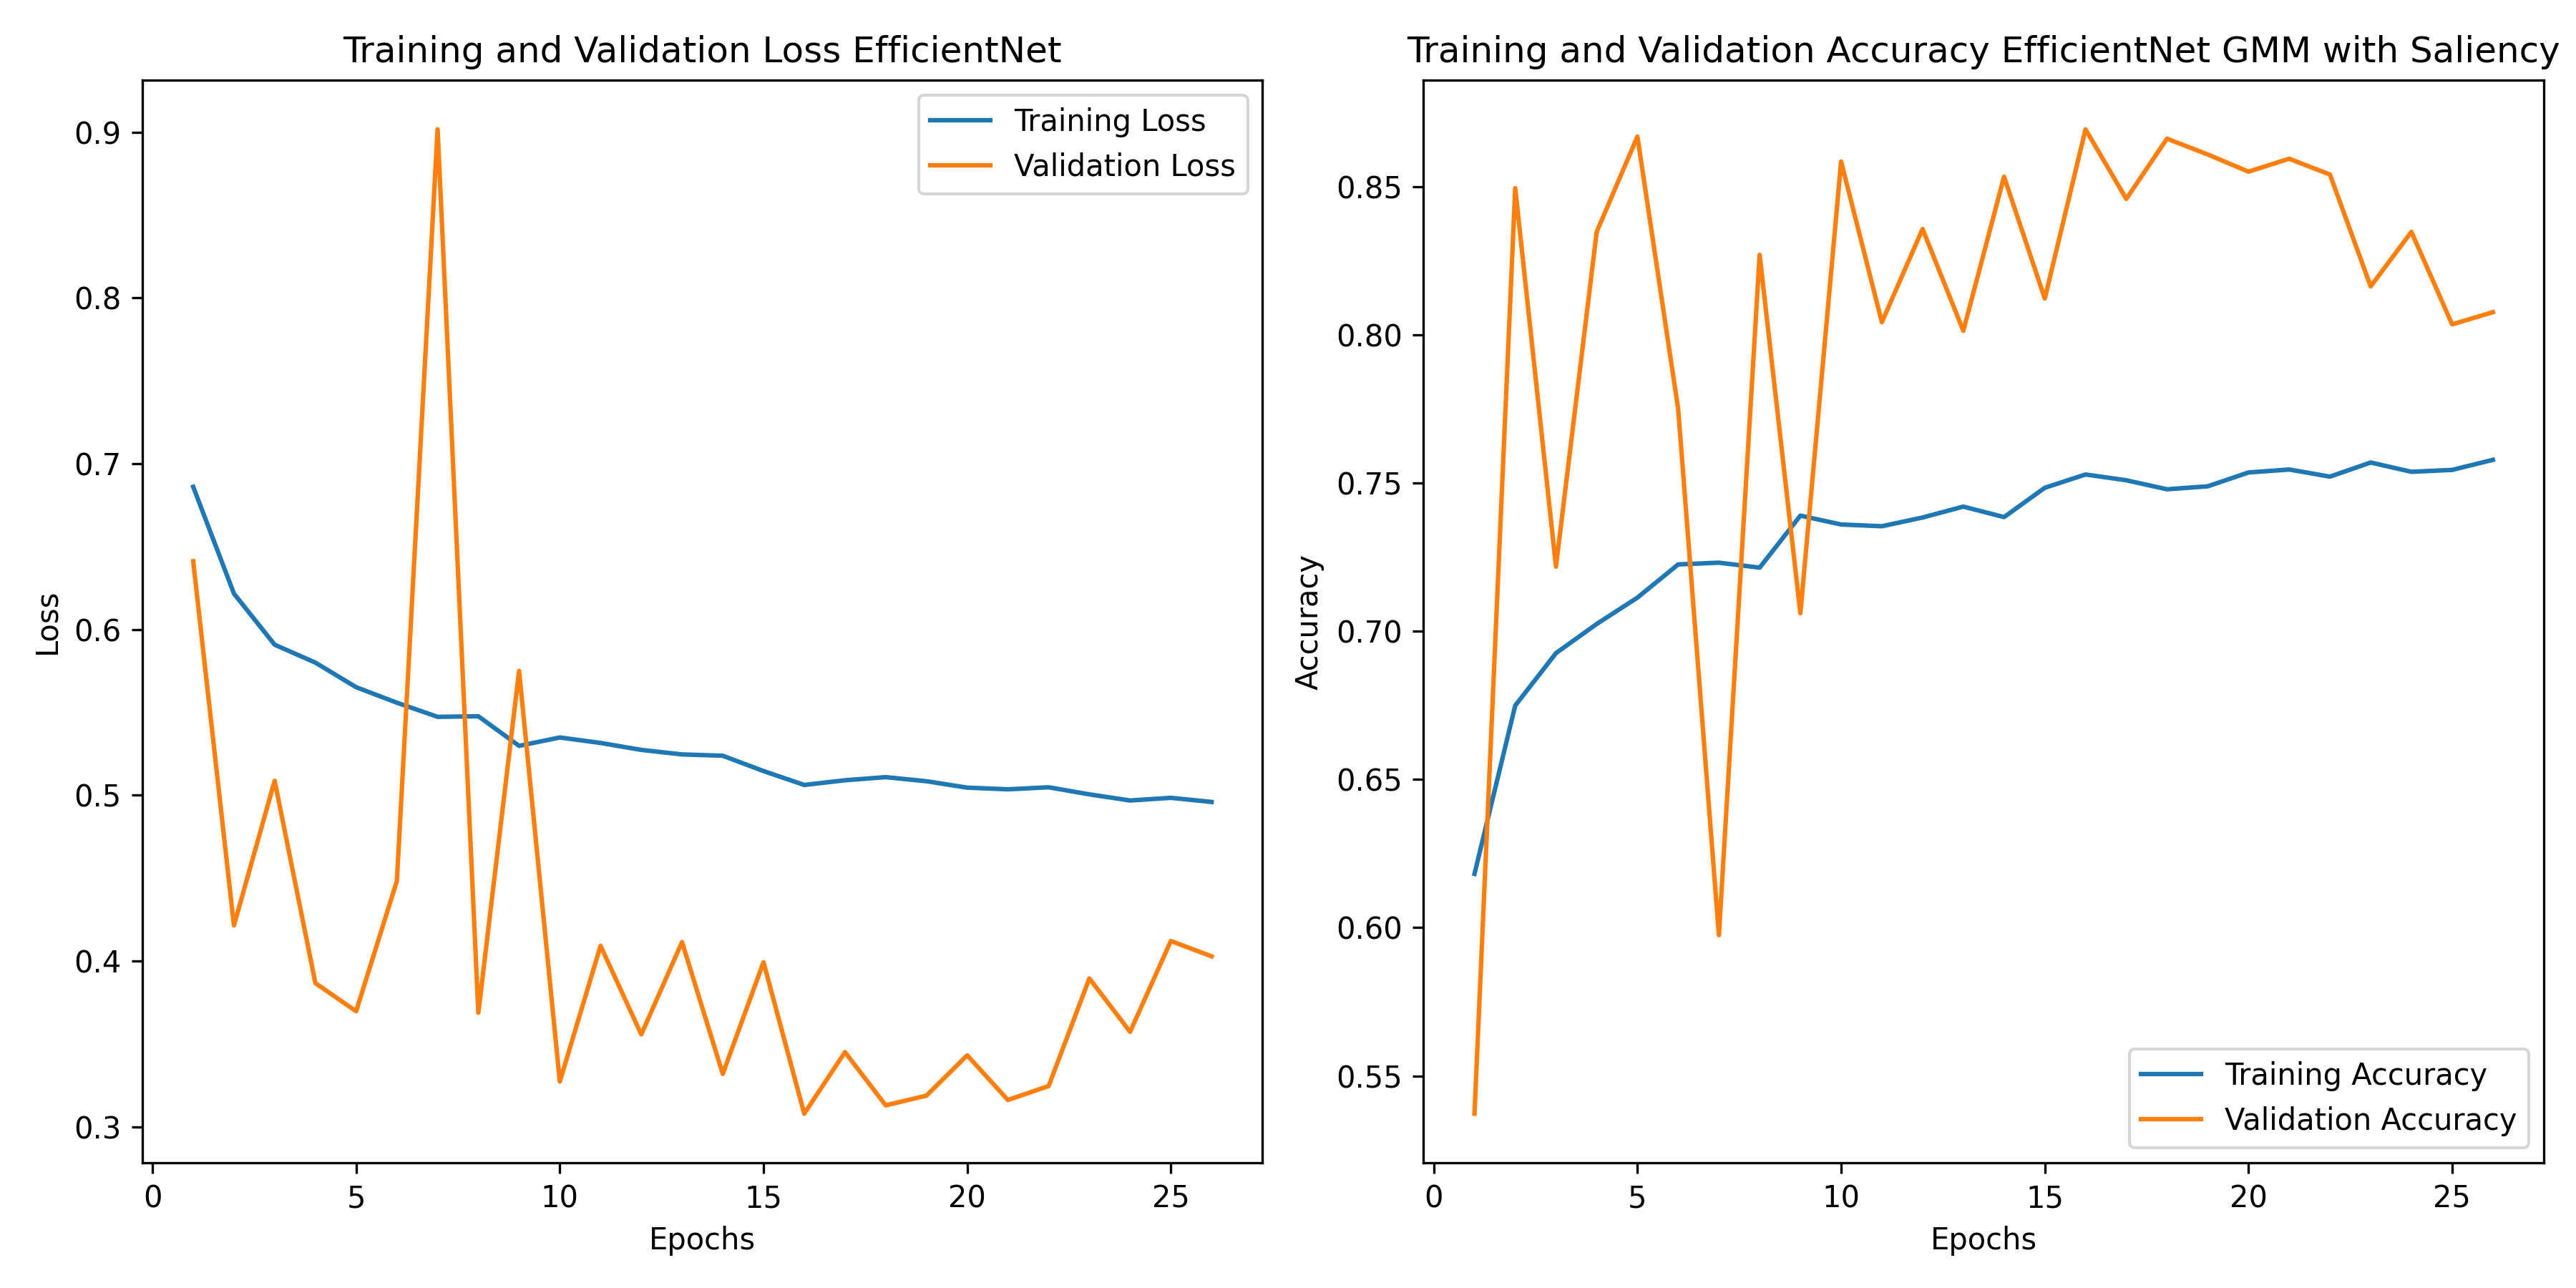 Training and Validation Loss EfficientNet
Training Loss
Validation Loss
0.9
0.8
0.7
0.6
0.5
0.4
0.3
Loss
0 5 10 15 20 25
Epochs
Training and Validation Accuracy EfficientNet GMM with Saliency
0.85
0.80
0.75
0.70
0.65
0.60
0.55
Accuracy
Training Accuracy
Validation Accuracy
0 5 10 15 20 25
Epochs